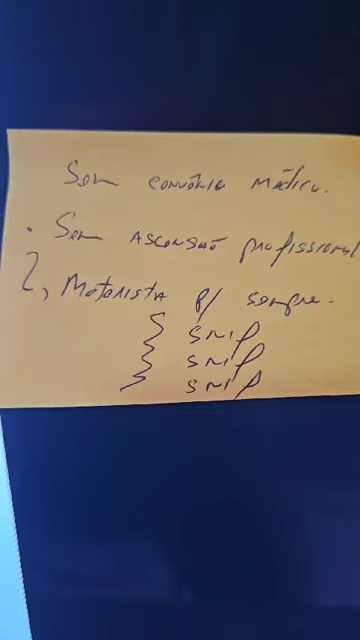 Sem convênio médico.
. Sem Ascensão profissional
Motorista p/ sempre.
snif
snif
snif